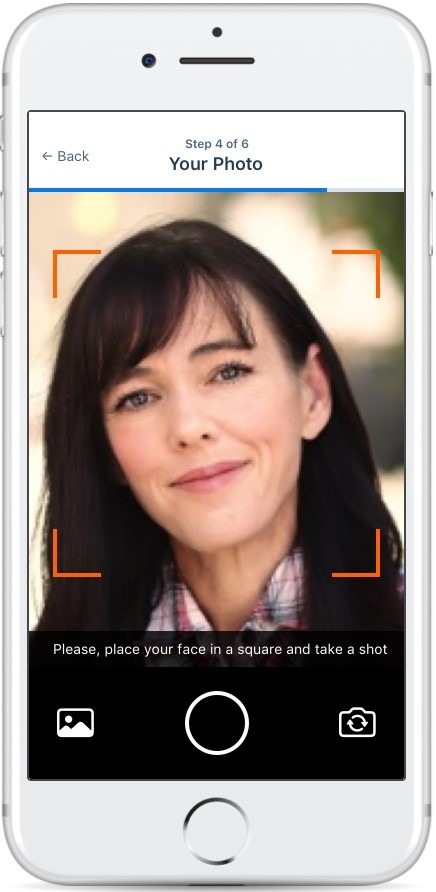 Step 4 of 6
← Back
Your Photo
Please, place your face in a square and take a shot